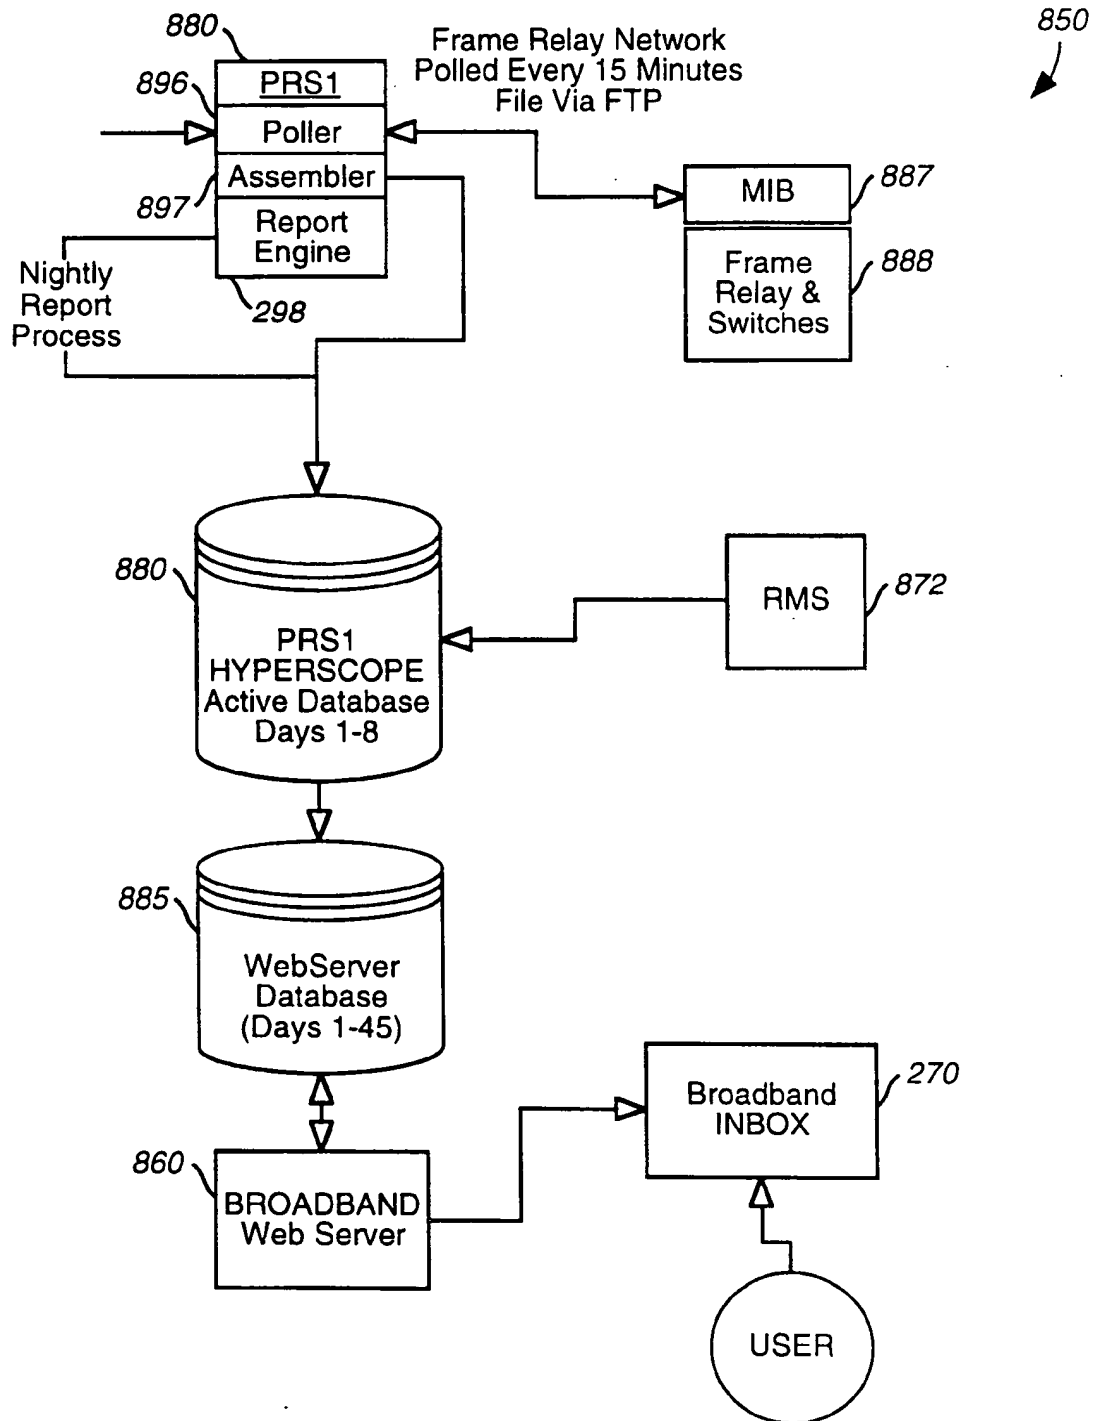 880
850
Frame Relay Network
Polled Every 15 Minutes
File Via FTP
PRS1
896
Poller
Assembler
897
MIB
887
Report
Engine
298
Nightly
Report
Process
Frame
Relay &
Switches
888
880
PRS1
HYPERSCOPE
Active Database
Days 1-8
RMS
872
885
WebServer
Database
(Days 1-45)
Broadband
INBOX
270
860
BROADBAND
Web Server
USER